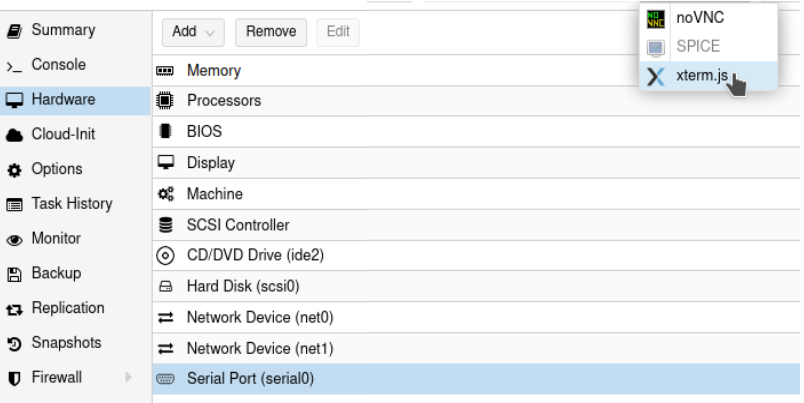 Summary
Console
Hardware
Cloud-Init
Options
Task History
Monitor
Backup
Replication
Snapshots
Firewall
Add Remove Edit
Memory
Processors
BIOS
Display
Machine
SCSI Controller
CD/DVD Drive (ide2)
Hard Disk (scsi0)
Network Device (net0)
Network Device (net1)
Serial Port (serial0)
NO VNC noVNC
SPICE
xterm.js